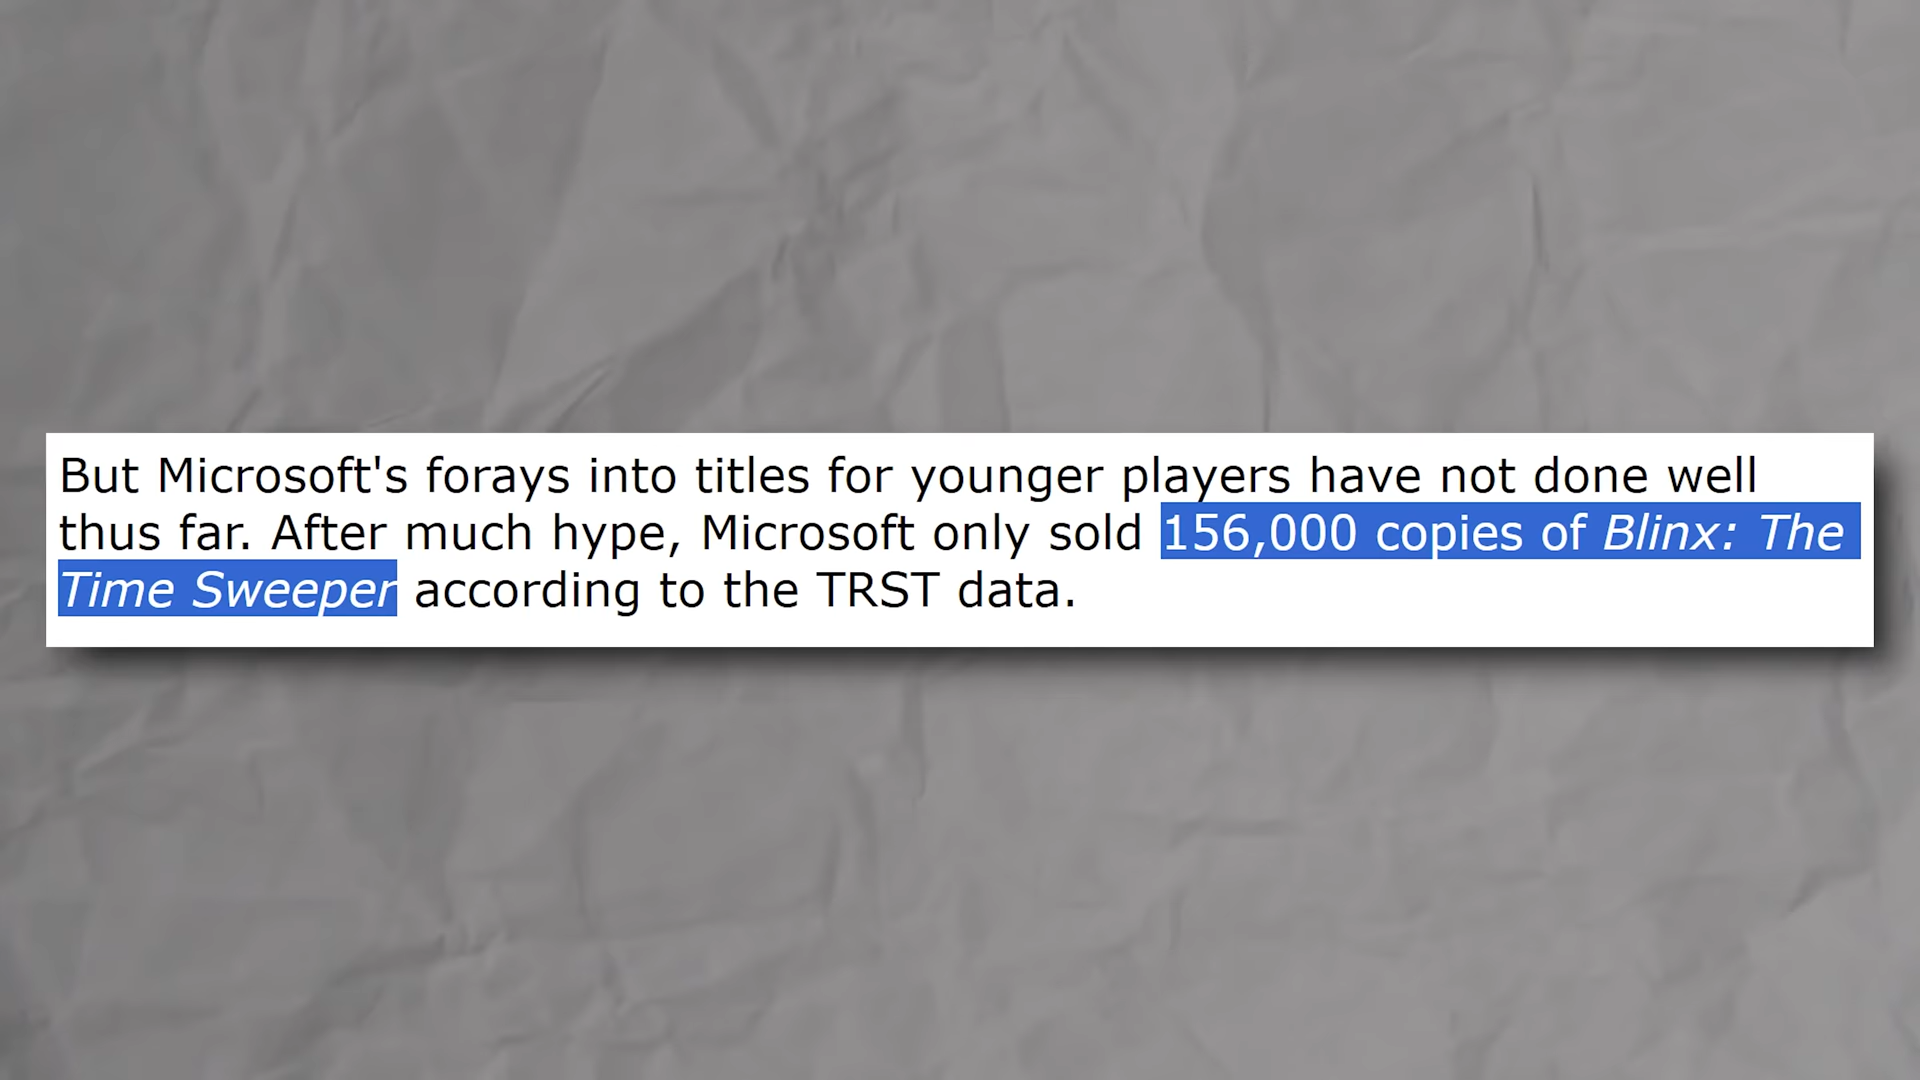 But Microsoft's forays into titles for younger players have not done well
thus far. After much hype, Microsoft only sold 156,000 copies of Blinx: The
Time Sweeper according to the TRST data.